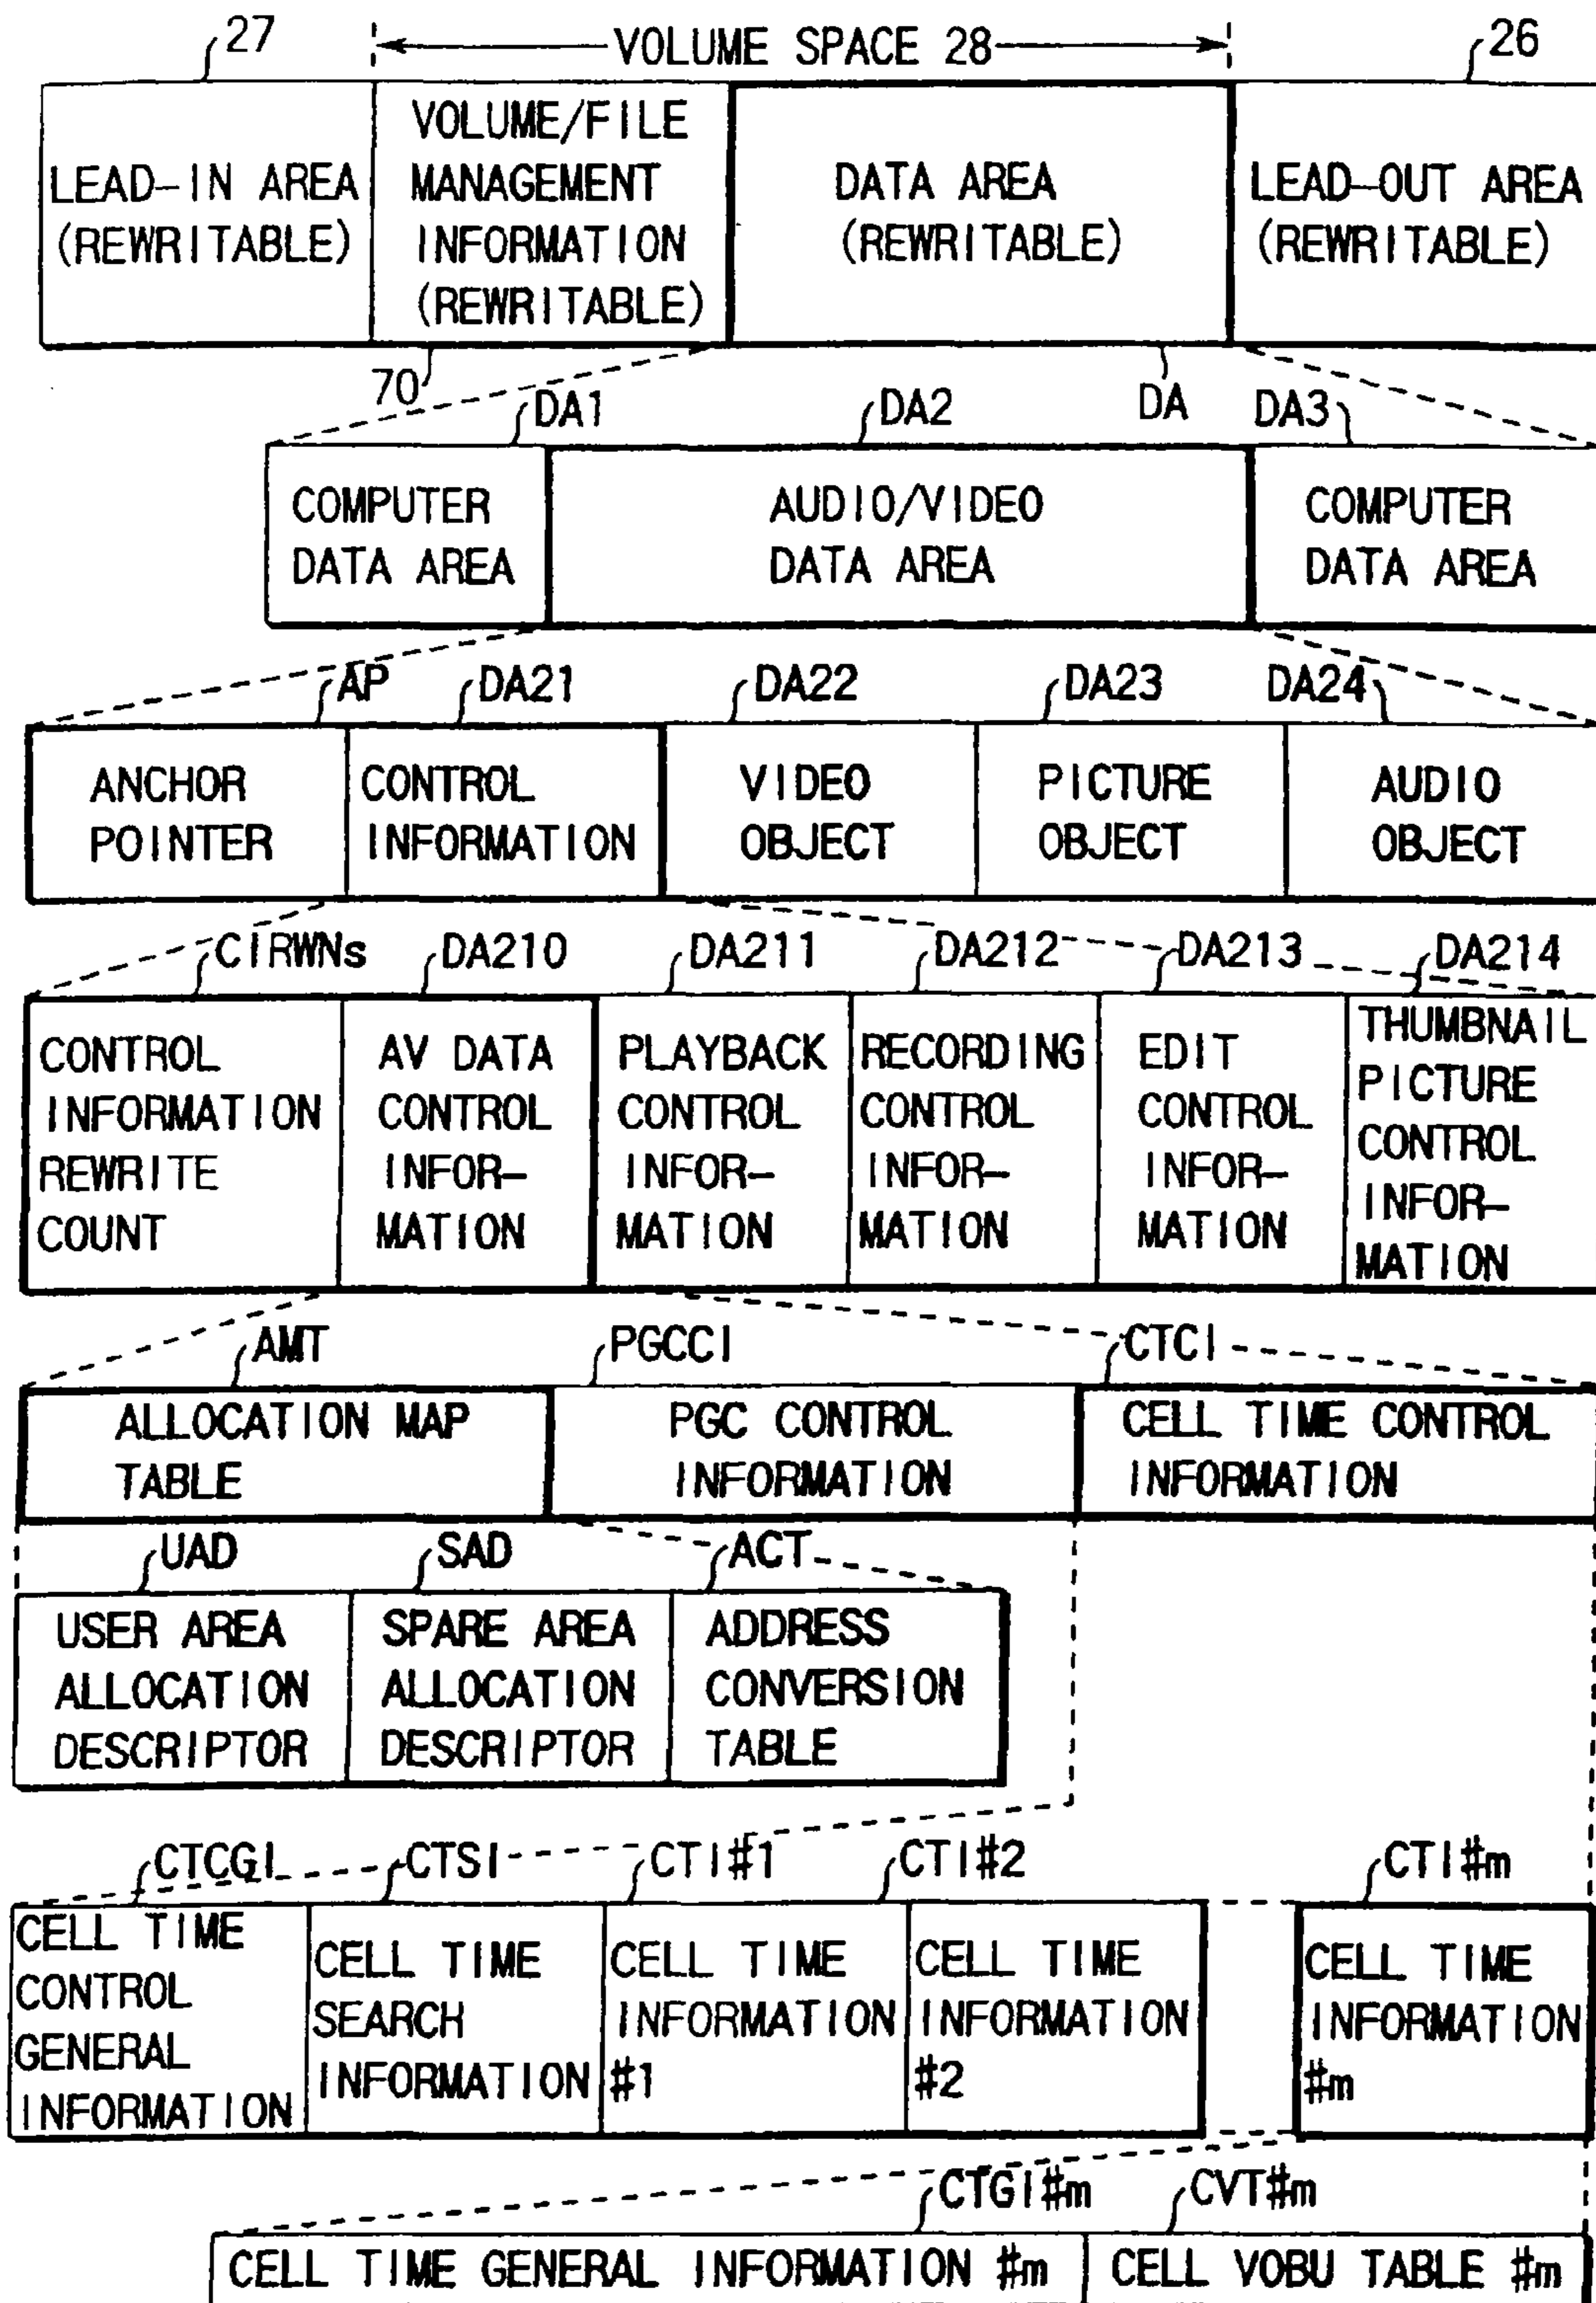 27 VOLUME SPACE 28 26
LEAD-IN AREA (REWRITABLE)
VOLUME/FILE MANAGEMENT INFORMATION (REWRITABLE)
DATA AREA (REWRITABLE)
LEAD-OUT AREA (REWRITABLE)
70 DA
DA1 DA2 DA3
COMPUTER DATA AREA
AUDIO/VIDEO DATA AREA
COMPUTER DATA AREA
AP DA21 DA22 DA23 DA24
ANCHOR POINTER
CONTROL INFORMATION
VIDEO OBJECT
PICTURE OBJECT
AUDIO OBJECT
CIRWNs DA210 DA211 DA212 DA213 DA214
CONTROL INFORMATION REWRITE COUNT
AV DATA CONTROL INFOR-MATION
PLAYBACK CONTROL INFOR-MATION
RECORDING CONTROL INFOR-MATION
EDIT CONTROL INFOR-MATION
THUMBNAIL PICTURE CONTROL INFOR-MATION
AMT PGCCI CTCI
ALLOCATION MAP TABLE
PGC CONTROL INFORMATION
CELL TIME CONTROL INFORMATION
UAD SAD ACT
USER AREA ALLOCATION DESCRIPTOR
SPARE AREA ALLOCATION DESCRIPTOR
ADDRESS CONVERSION TABLE
CTCGI CTSI CTI#1 CTI#2 CTI#m
CELL TIME CONTROL GENERAL INFORMATION
CELL TIME SEARCH INFORMATION
CELL TIME INFORMATION #1
CELL TIME INFORMATION #2
CELL TIME INFORMATION #m
CTGI#m CVT#m
CELL TIME GENERAL INFORMATION #m
CELL VOBU TABLE #m